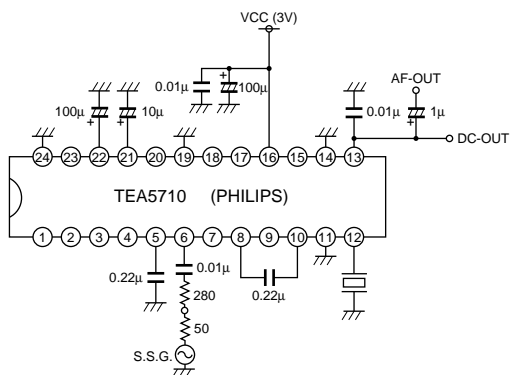 VCC (3V)
0.01μ
100μ
AF-OUT
100μ
10μ
0.01μ
1μ
+
+
+
+
DC-OUT
24 23 22 21 20 19 18 17 16 15 14 13
TEA5710 (PHILIPS)
1 2 3 4 5 6 7 8 9 10 11 12
0.22μ
0.01μ
280
0.22μ
50
S.S.G.